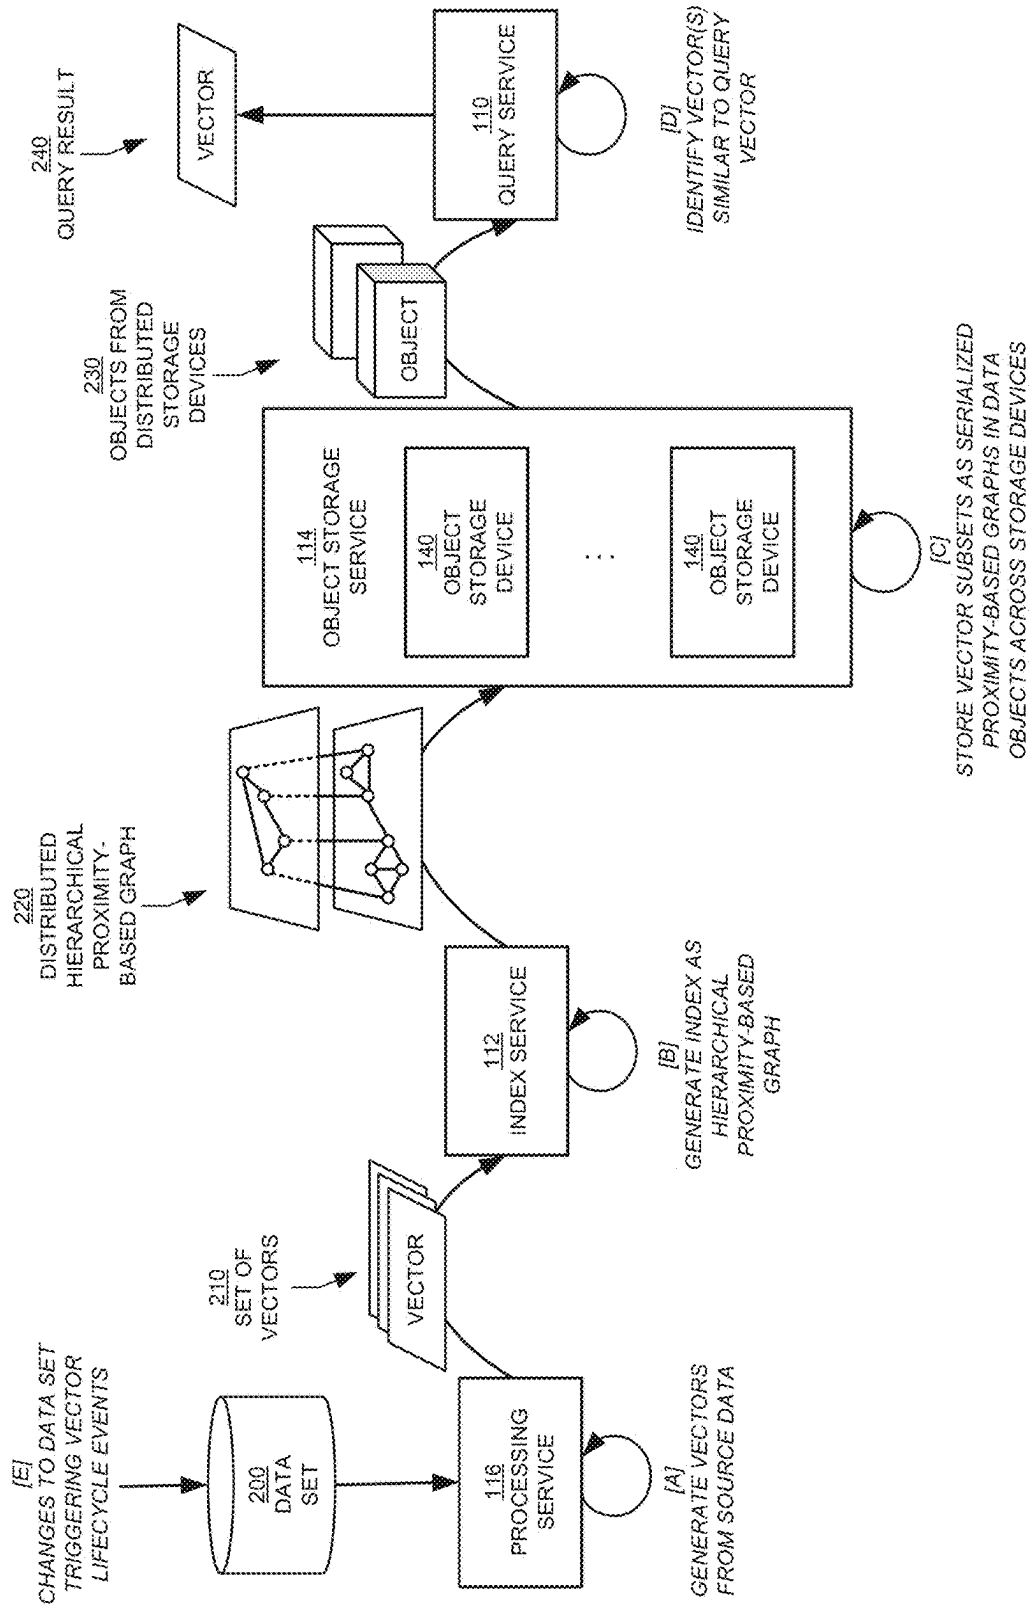 [E]
CHANGES TO DATA SET
TRIGGERING VECTOR
LIFECYCLE EVENTS
200
DATA
SET
116
PROCESSING
SERVICE
[A]
GENERATE VECTORS
FROM SOURCE DATA
210
SET OF
VECTORS
VECTOR
112
INDEX SERVICE
[B]
GENERATE INDEX AS
HIERARCHICAL
PROXIMITY-BASED
GRAPH
220
DISTRIBUTED
HIERARCHICAL
PROXIMITY-
BASED GRAPH
114
OBJECT STORAGE
SERVICE
140
OBJECT
STORAGE
DEVICE
...
140
OBJECT
STORAGE
DEVICE
[C]
STORE VECTOR SUBSETS AS SERIALIZED
PROXIMITY-BASED GRAPHS IN DATA
OBJECTS ACROSS STORAGE DEVICES
230
OBJECTS FROM
DISTRIBUTED
STORAGE
DEVICES
OBJECT
240
QUERY RESULT
VECTOR
110
QUERY SERVICE
[D]
IDENTIFY VECTOR(S)
SIMILAR TO QUERY
VECTOR